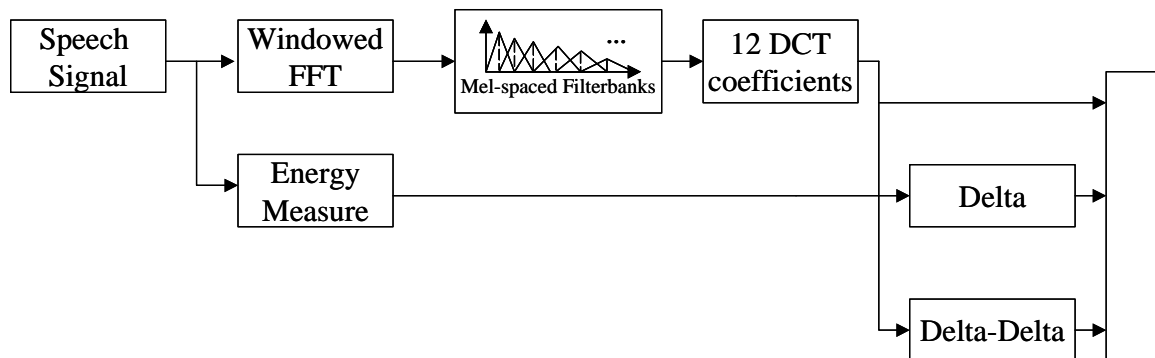 Speech
Signal
Windowed
FFT
...
Mel-spaced Filterbanks
12 DCT
coefficients
Energy
Measure
Delta
Delta-Delta